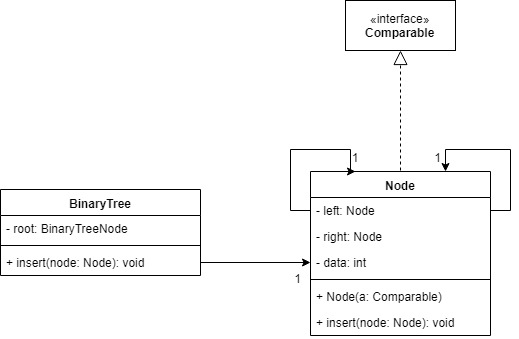 «interface»
Comparable
1
1
Node
- left: Node
- right: Node
- data: int
+ Node(a: Comparable)
+ insert(node: Node): void
BinaryTree
- root: BinaryTreeNode
+ insert(node: Node): void
1